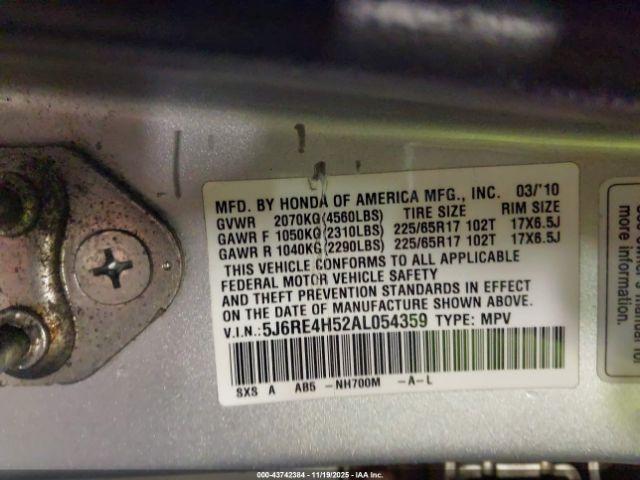 MFD. BY HONDA OF AMERICA MFG., INC. 03/'10
GVWR 2070KG(4560LBS) TIRE SIZE RIM SIZE
GAWR F 1050KG(2310LBS) 225/65R17 102T 17X6.5J
GAWR R 1040KG(2290LBS) 225/65R17 102T 17X6.5J
THIS VEHICLE CONFORMS TO ALL APPLICABLE
FEDERAL MOTOR VEHICLE SAFETY
AND THEFT PREVENTION STANDARDS IN EFFECT
ON THE DATE OF MANUFACTURE SHOWN ABOVE.
V.I.N.: 5J6RE4H52AL054359 TYPE: MPV
SXS A AB5 -NH700M -A-L
more information.
00-43742384 | 11/19/2025 | IAA Inc.